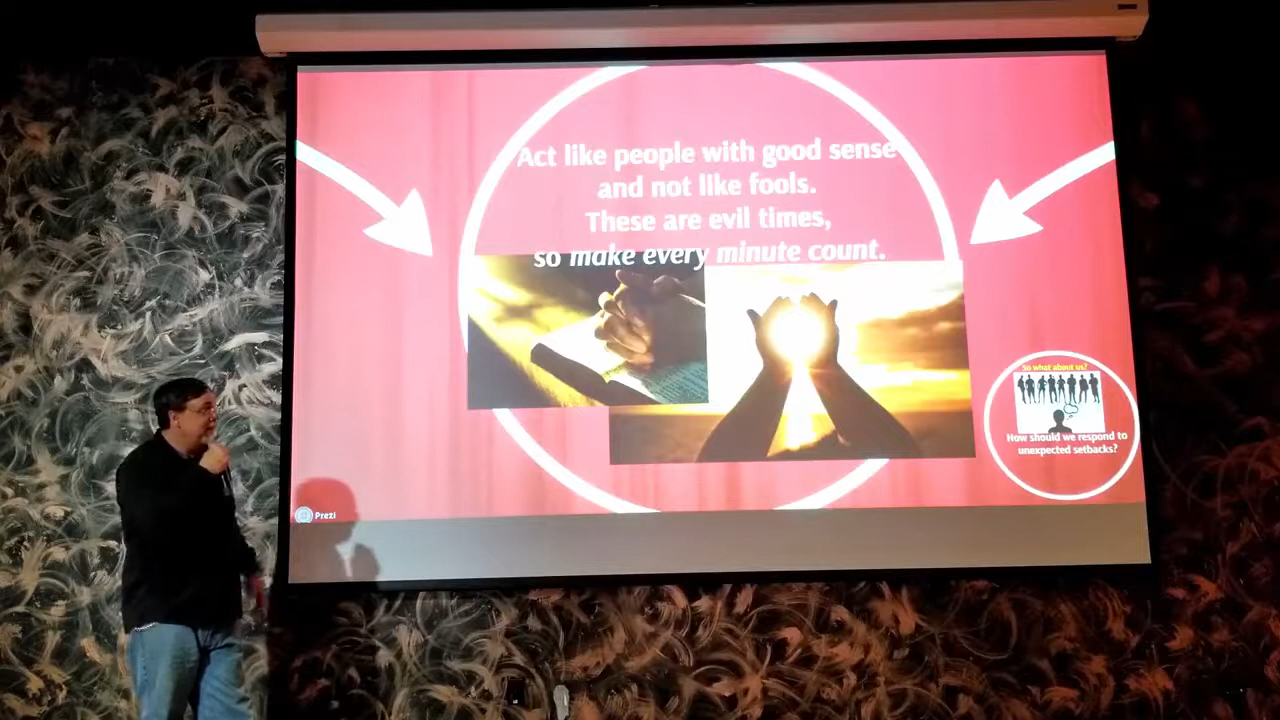 Act like people with good sense
and not like fools.
These are evil times,
so make every minute count.
So what about us?
How should we respond to
unexpected setbacks?
Prezi